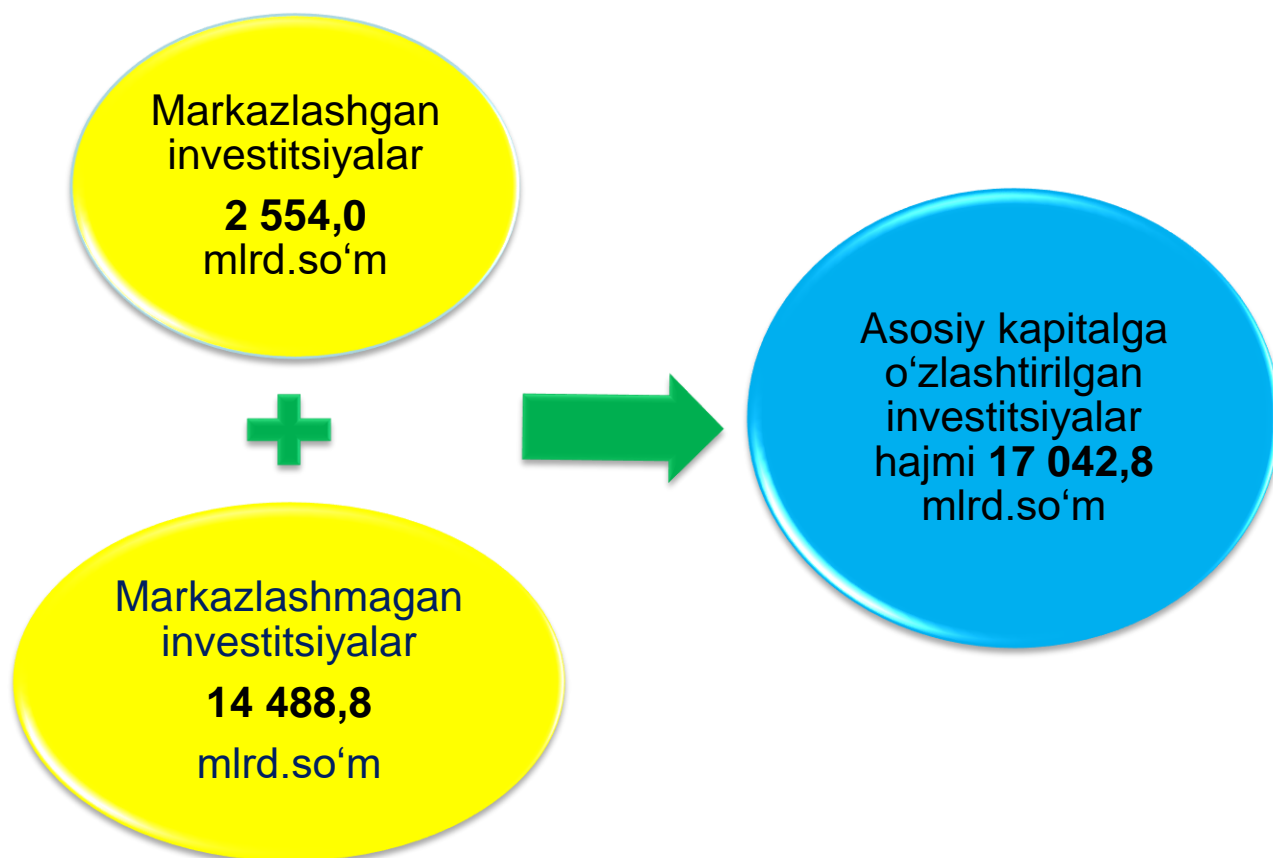 Markazlashgan
investitsiyalar
2 554,0
mlrd.so‘m
Markazlashmagan
investitsiyalar
14 488,8
mlrd.so‘m
Asosiy kapitalga
o‘zlashtirilgan
investitsiyalar
hajmi 17 042,8
mlrd.so‘m